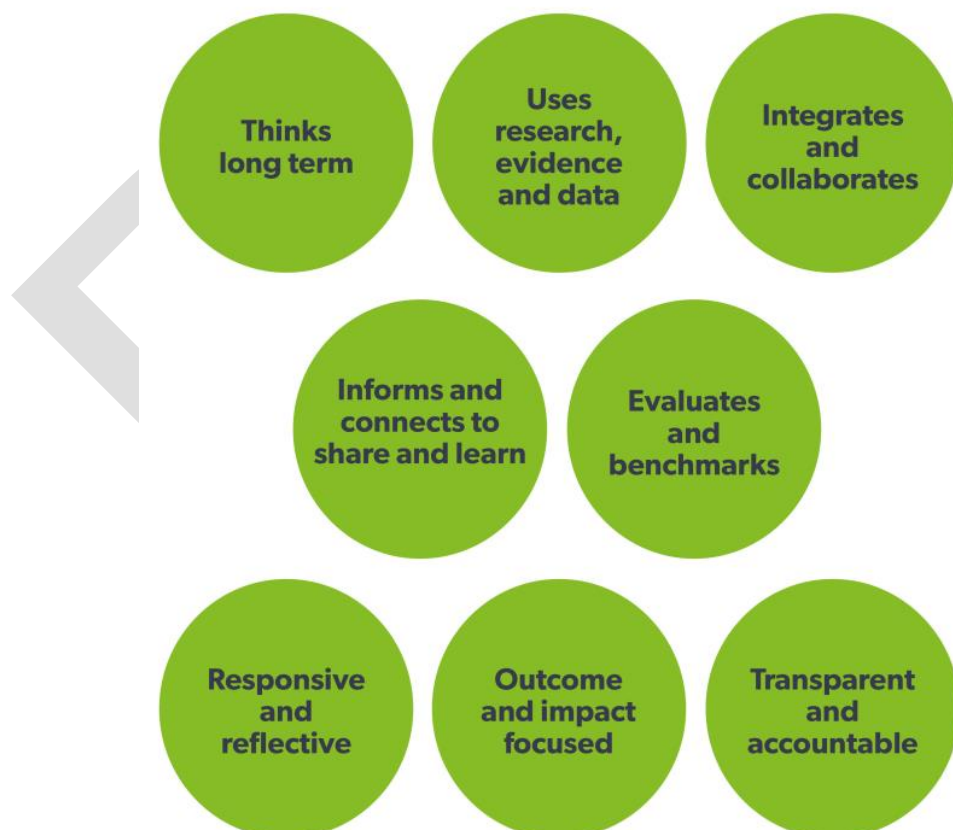 Thinks
long term
Uses
research,
evidence
and data
Integrates
and
collaborates
Informs and
connects to
share and learn
Evaluates
and
benchmarks
Responsive
and
reflective
Outcome
and impact
focused
Transparent
and
accountable